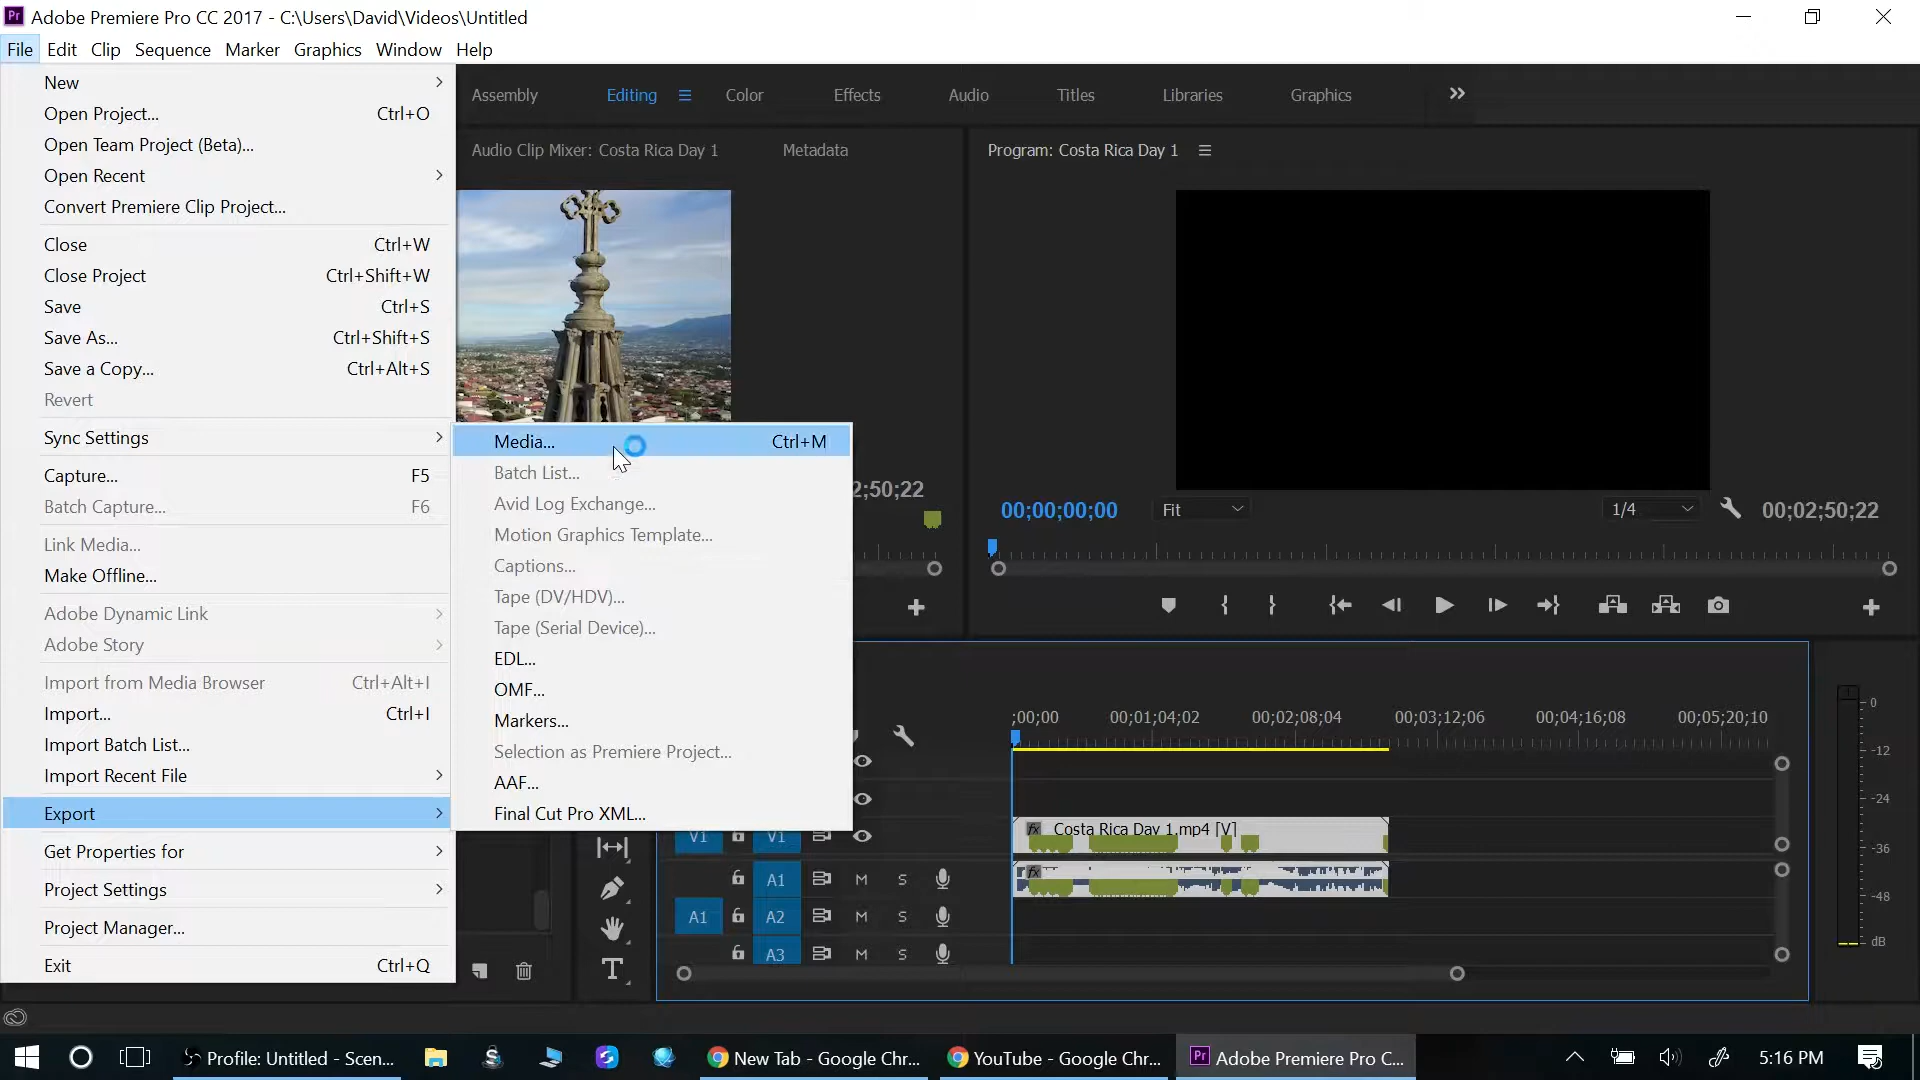 Pr Adobe Premiere Pro CC 2017 - C:\Users\David\Videos\Untitled
File Edit Clip Sequence Marker Graphics Window Help
New
Open Project... Ctrl+O
Open Team Project (Beta)...
Open Recent
Convert Premiere Clip Project...
Close Ctrl+W
Close Project Ctrl+Shift+W
Save Ctrl+S
Save As... Ctrl+Shift+S
Save a Copy... Ctrl+Alt+S
Revert
Sync Settings
Capture... F5
Batch Capture... F6
Link Media...
Make Offline...
Adobe Dynamic Link
Adobe Story
Import from Media Browser Ctrl+Alt+I
Import... Ctrl+I
Import Batch List...
Import Recent File
Export
Get Properties for
Project Settings
Project Manager...
Exit Ctrl+Q
Media... Ctrl+M
Batch List...
Avid Log Exchange...
Motion Graphics Template...
Captions...
Tape (DV/HDV)...
Tape (Serial Device)...
EDL...
OMF...
Markers...
Selection as Premiere Project...
AAF...
Final Cut Pro XML...
Assembly Editing Color Effects Audio Titles Libraries Graphics
Audio Clip Mixer: Costa Rica Day 1 Metadata
Program: Costa Rica Day 1
2;50;22
00;00;00;00 Fit 1/4 00;02;50;22
;00;00 00;01;04;02 00;02;08;04 00;03;12;06 00;04;16;08 00;05;20;10
V1 V1
fx Costa Rica Day 1.mp4 [V]
fx
A1 M S
A1 A2 M S
A3 M S
0
-12
-24
-36
-48
dB
Profile: Untitled - Scen...
New Tab - Google Chr...
YouTube - Google Chr...
Pr Adobe Premiere Pro C...
5:16 PM